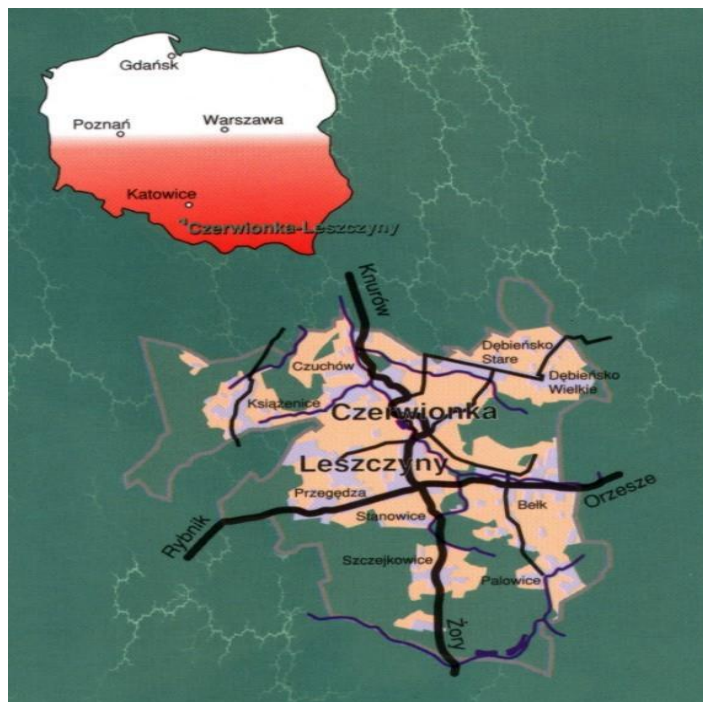 Gdańsk
Poznań
Warszawa
Katowice
Czerwionka-Leszczyny
Knurów
Dębieńsko
Stare
Czuchów
Dębieńsko
Wielkie
Książenice
Czerwionka
Leszczyny
Przegędza
Orzesze
Bełk
Stanowice
Rybnik
Szczejkowice
Palowice
Żory